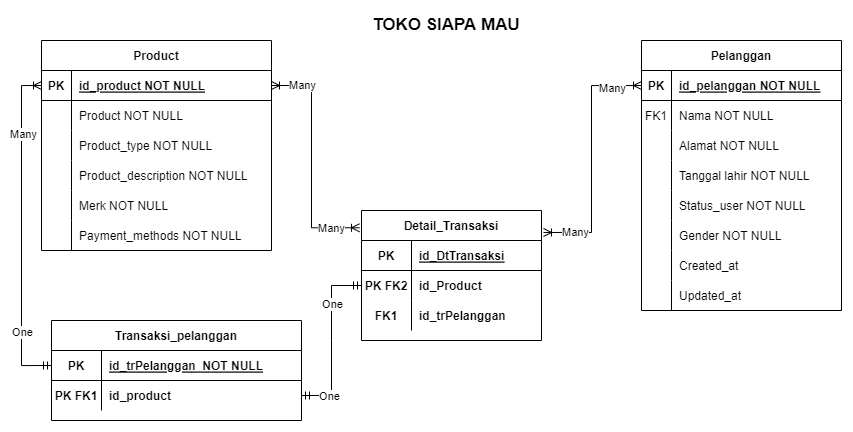 TOKO SIAPA MAU
Product
PK id_product NOT NULL
Product NOT NULL
Product_type NOT NULL
Product_description NOT NULL
Merk NOT NULL
Payment_methods NOT NULL
Many
One
Many
Many
Transaksi_pelanggan
PK id_trPelanggan NOT NULL
PK FK1 id_product
One
One
Detail_Transaksi
PK id_DtTransaksi
PK FK2 id_Product
FK1 id_trPelanggan
Many
Many
Pelanggan
PK id_pelanggan NOT NULL
FK1 Nama NOT NULL
Alamat NOT NULL
Tanggal lahir NOT NULL
Status_user NOT NULL
Gender NOT NULL
Created_at
Updated_at